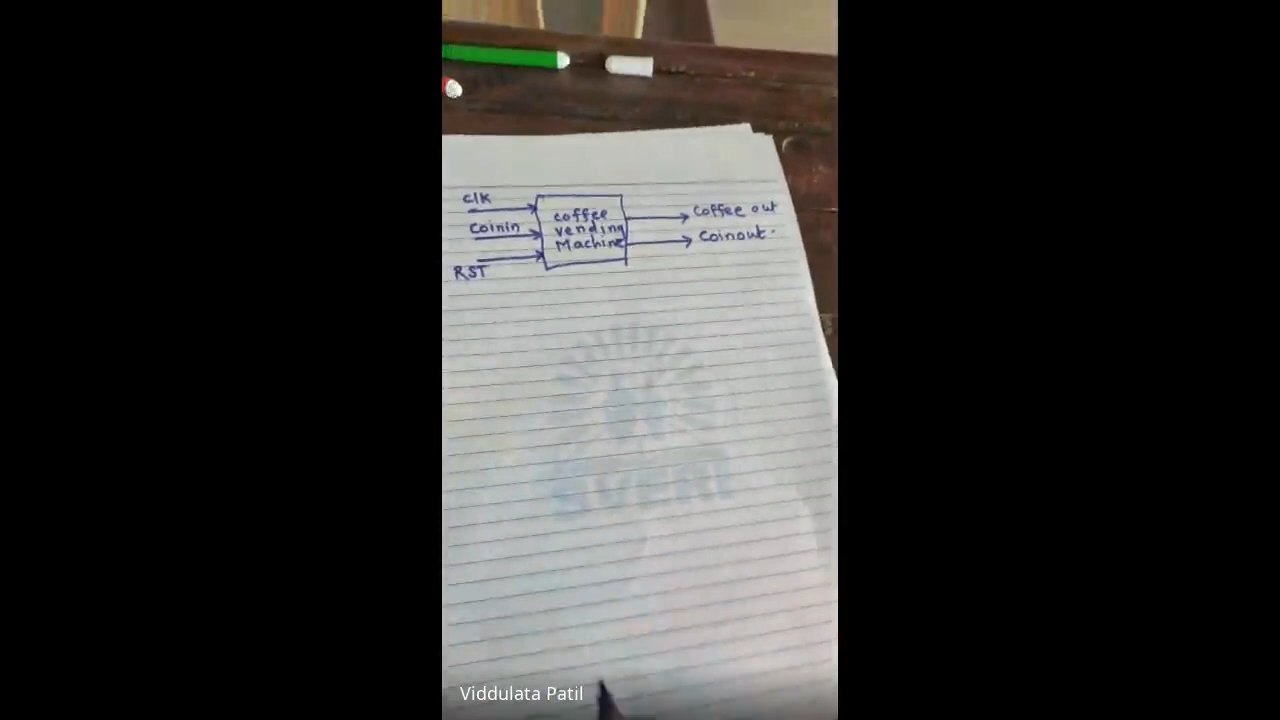 clk
Coinin
RST
Coffee
vending
Machine
Coffee out
Coinout.
Viddulata Patil